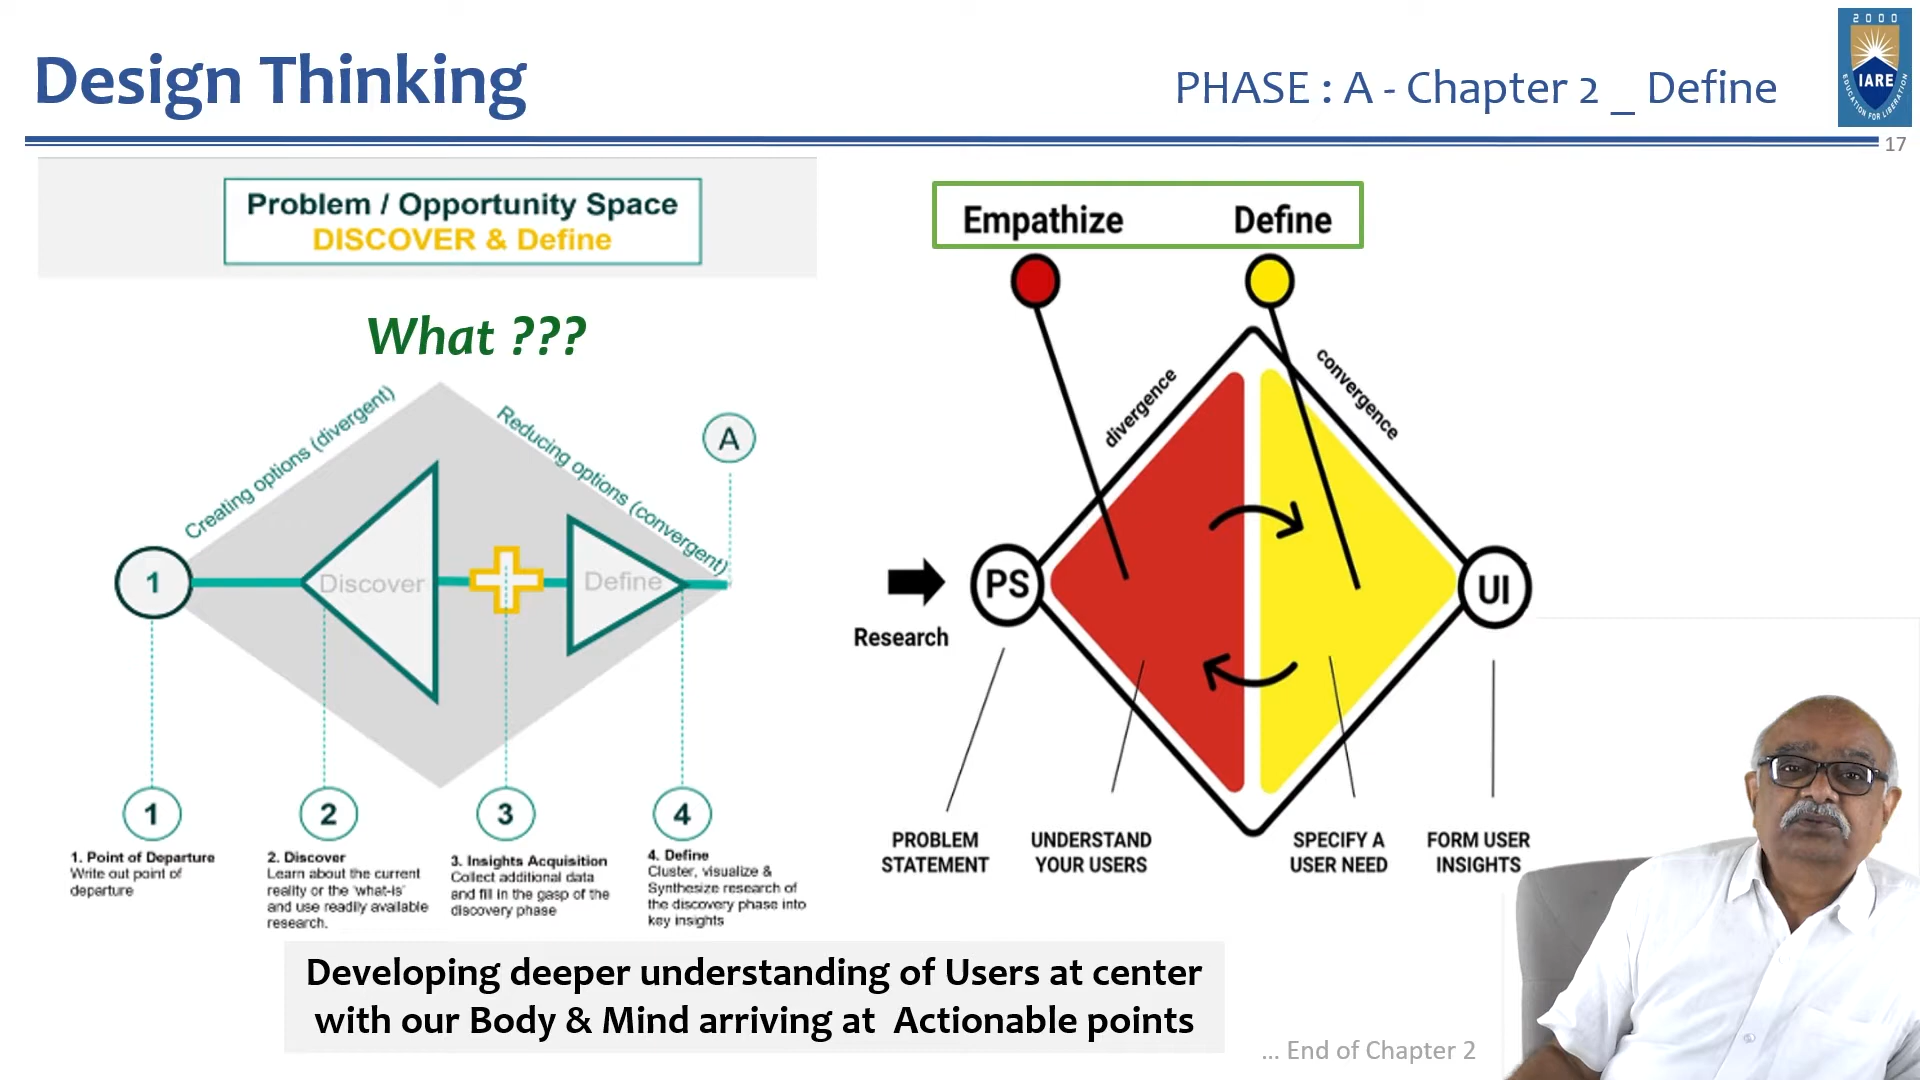 Design Thinking
PHASE : A - Chapter 2 _ Define
2000
IARE
EDUCATION FOR LIBERATION
17
Problem / Opportunity Space
DISCOVER & Define
What ???
Creating options (divergent)
Reducing options (convergent)
A
1
Discover
Define
1
2
3
4
1. Point of Departure
Write out point of
departure
2. Discover
Learn about the current
reality or the 'what-is'
and use readily available
research.
3. Insights Acquisition
Collect additional data
and fill in the gasp of the
discovery phase
4. Define
Cluster, visualize &
Synthesize research of
the discovery phase into
key insights
Empathize Define
divergence
convergence
Research
PS
UI
PROBLEM
STATEMENT
UNDERSTAND
YOUR USERS
SPECIFY A
USER NEED
FORM USER
INSIGHTS
Developing deeper understanding of Users at center
with our Body & Mind arriving at Actionable points
... End of Chapter 2